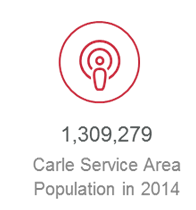 1,309,279
Carle Service Area
Population in 2014